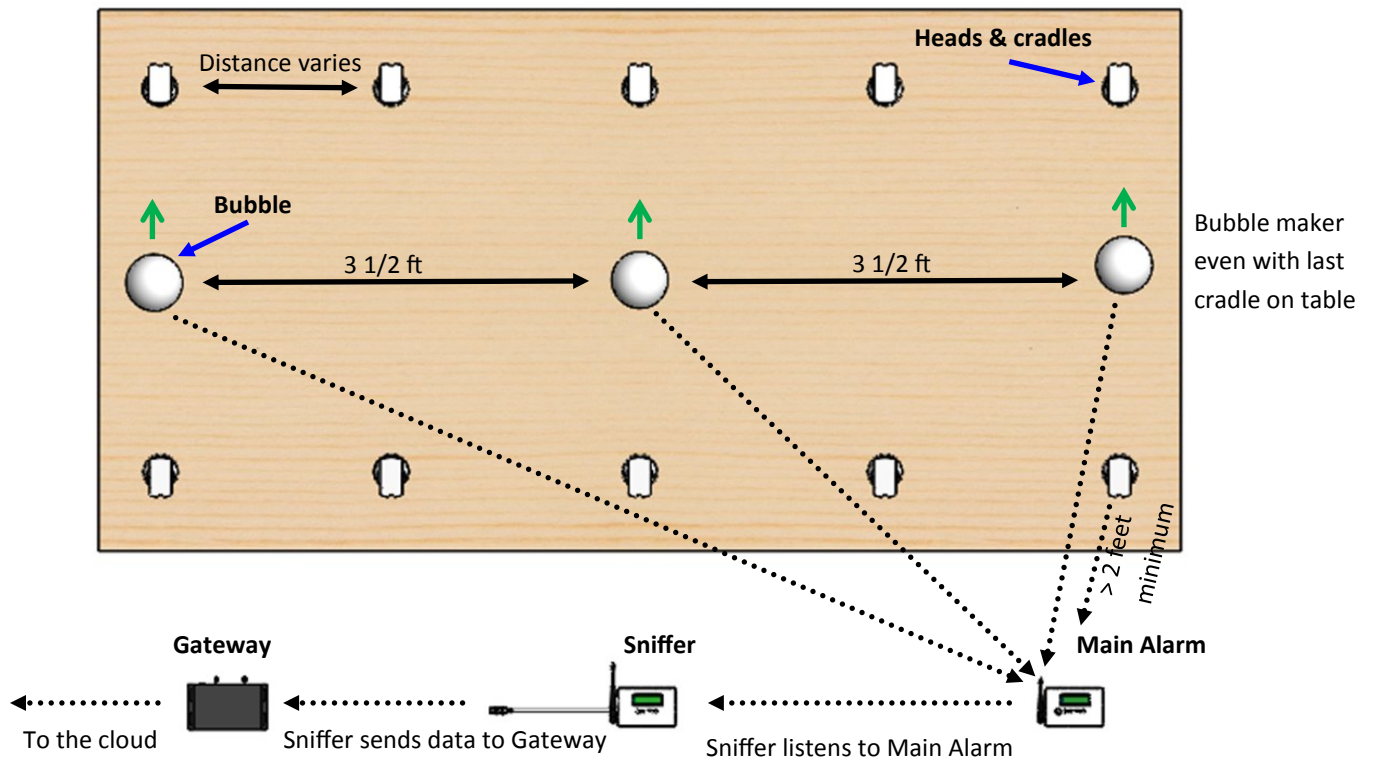 Heads & cradles
Distance varies
Bubble
3 1/2 ft
3 1/2 ft
Bubble maker
even with last
cradle on table
> 2 feet
minimum
Gateway
Sniffer
Main Alarm
To the cloud
Sniffer sends data to Gateway
Sniffer listens to Main Alarm